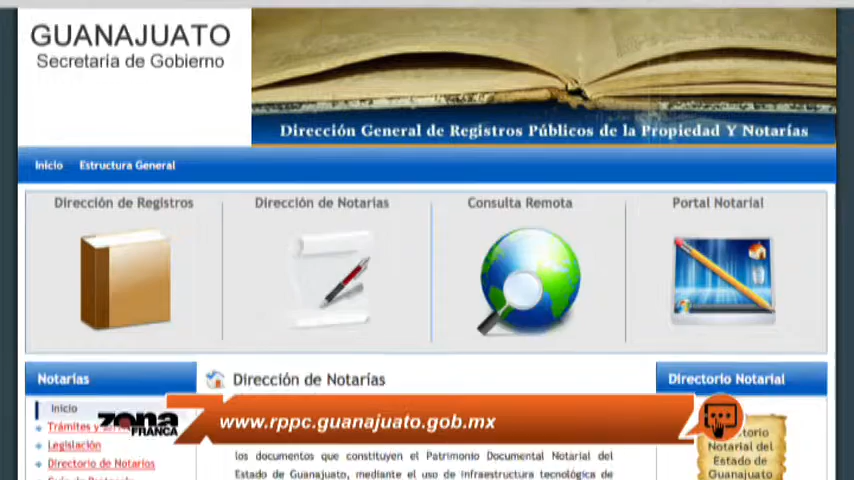 GUANAJUATO
Secretaría de Gobierno
Dirección General de Registros Públicos de la Propiedad Y Notarías
Inicio Estructura General
Dirección de Registros Dirección de Notarías Consulta Remota Portal Notarial
Notarías
Inicio
Trámites y
Legislación
Directorio de Notarios
Dirección de Notarías
Directorio Notarial
zona
FRANCA
www.rppc.guanajuato.gob.mx
los documentos que constituyen el Patrimonio Documental Notarial del
Estado de Guanajuato, mediante el uso de infraestructura tecnológica de
Notarial del
Estado de
Guanajuato